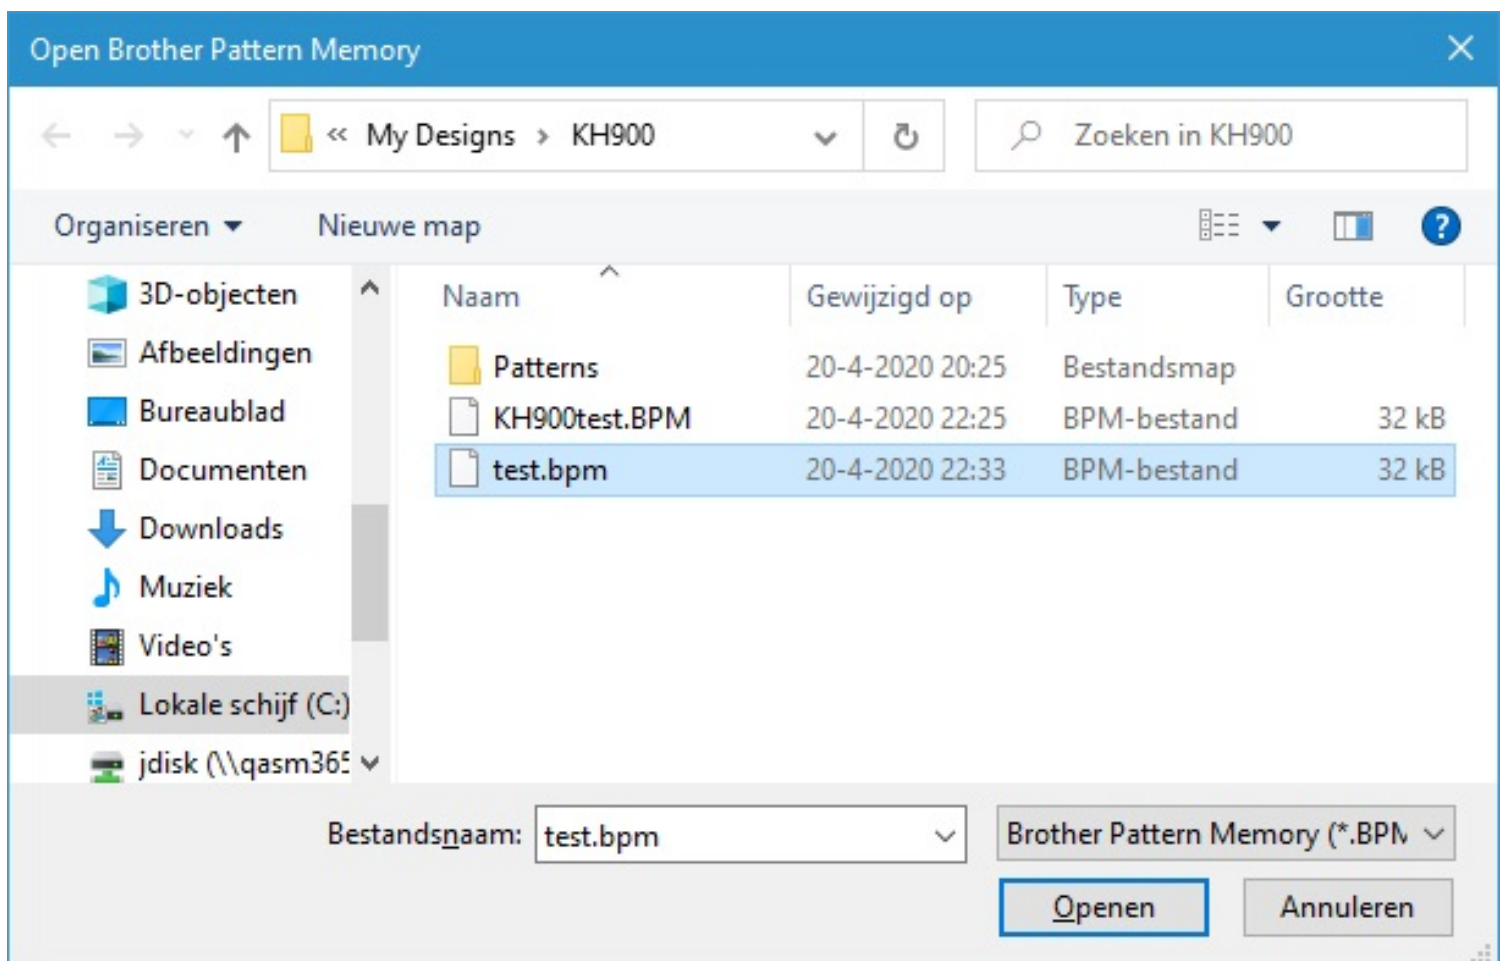 Open Brother Pattern Memory
« My Designs › KH900 Zoeken in KH900
Organiseren Nieuwe map ?
3D-objecten
Afbeeldingen
Bureaublad
Documenten
Downloads
Muziek
Video's
Lokale schijf (C:)
jdisk (\\qasm365
Naam Gewijzigd op Type Grootte
Patterns 20-4-2020 20:25 Bestandsmap
KH900test.BPM 20-4-2020 22:25 BPM-bestand 32 kB
test.bpm 20-4-2020 22:33 BPM-bestand 32 kB
Bestandsnaam: test.bpm Brother Pattern Memory (*.BPM
Openen Annuleren